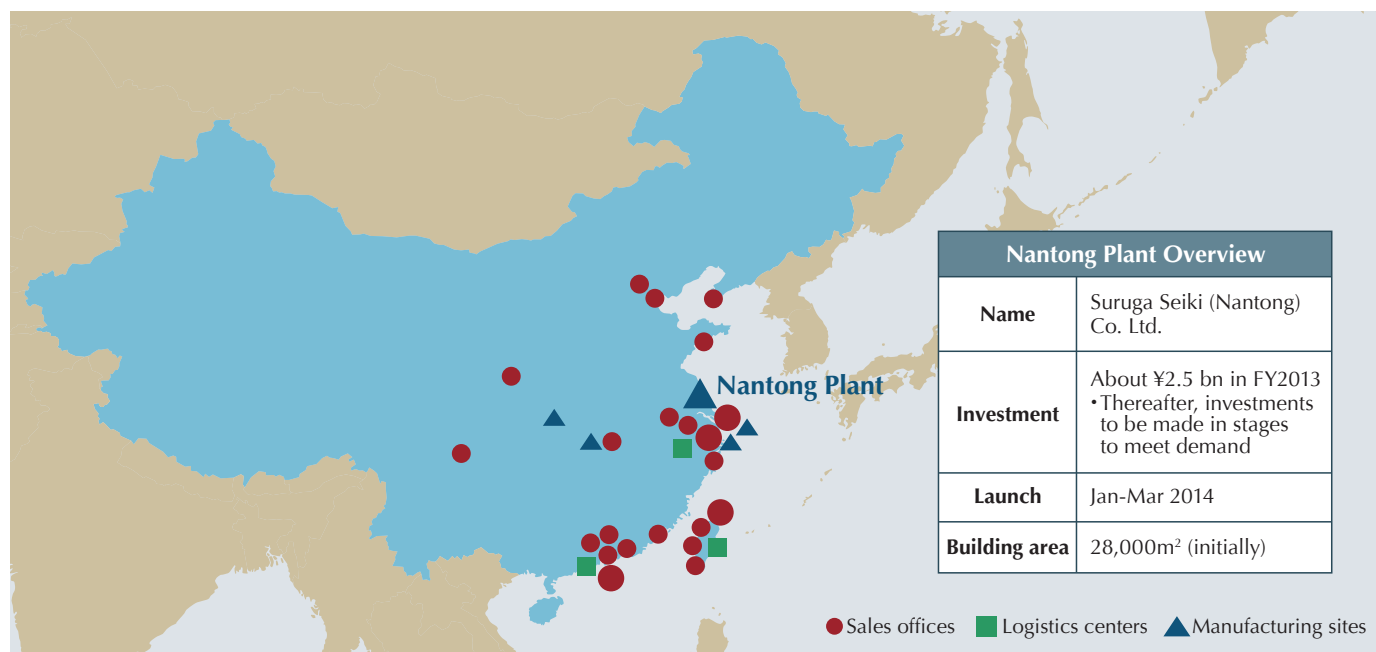 Nantong Plant
Nantong Plant Overview
Name
Suruga Seiki (Nantong)
Co. Ltd.
Investment
About ¥2.5 bn in FY2013
・Thereafter, investments
to be made in stages
to meet demand
Launch
Jan-Mar 2014
Building area
28,000m² (initially)
Sales offices
Logistics centers
Manufacturing sites